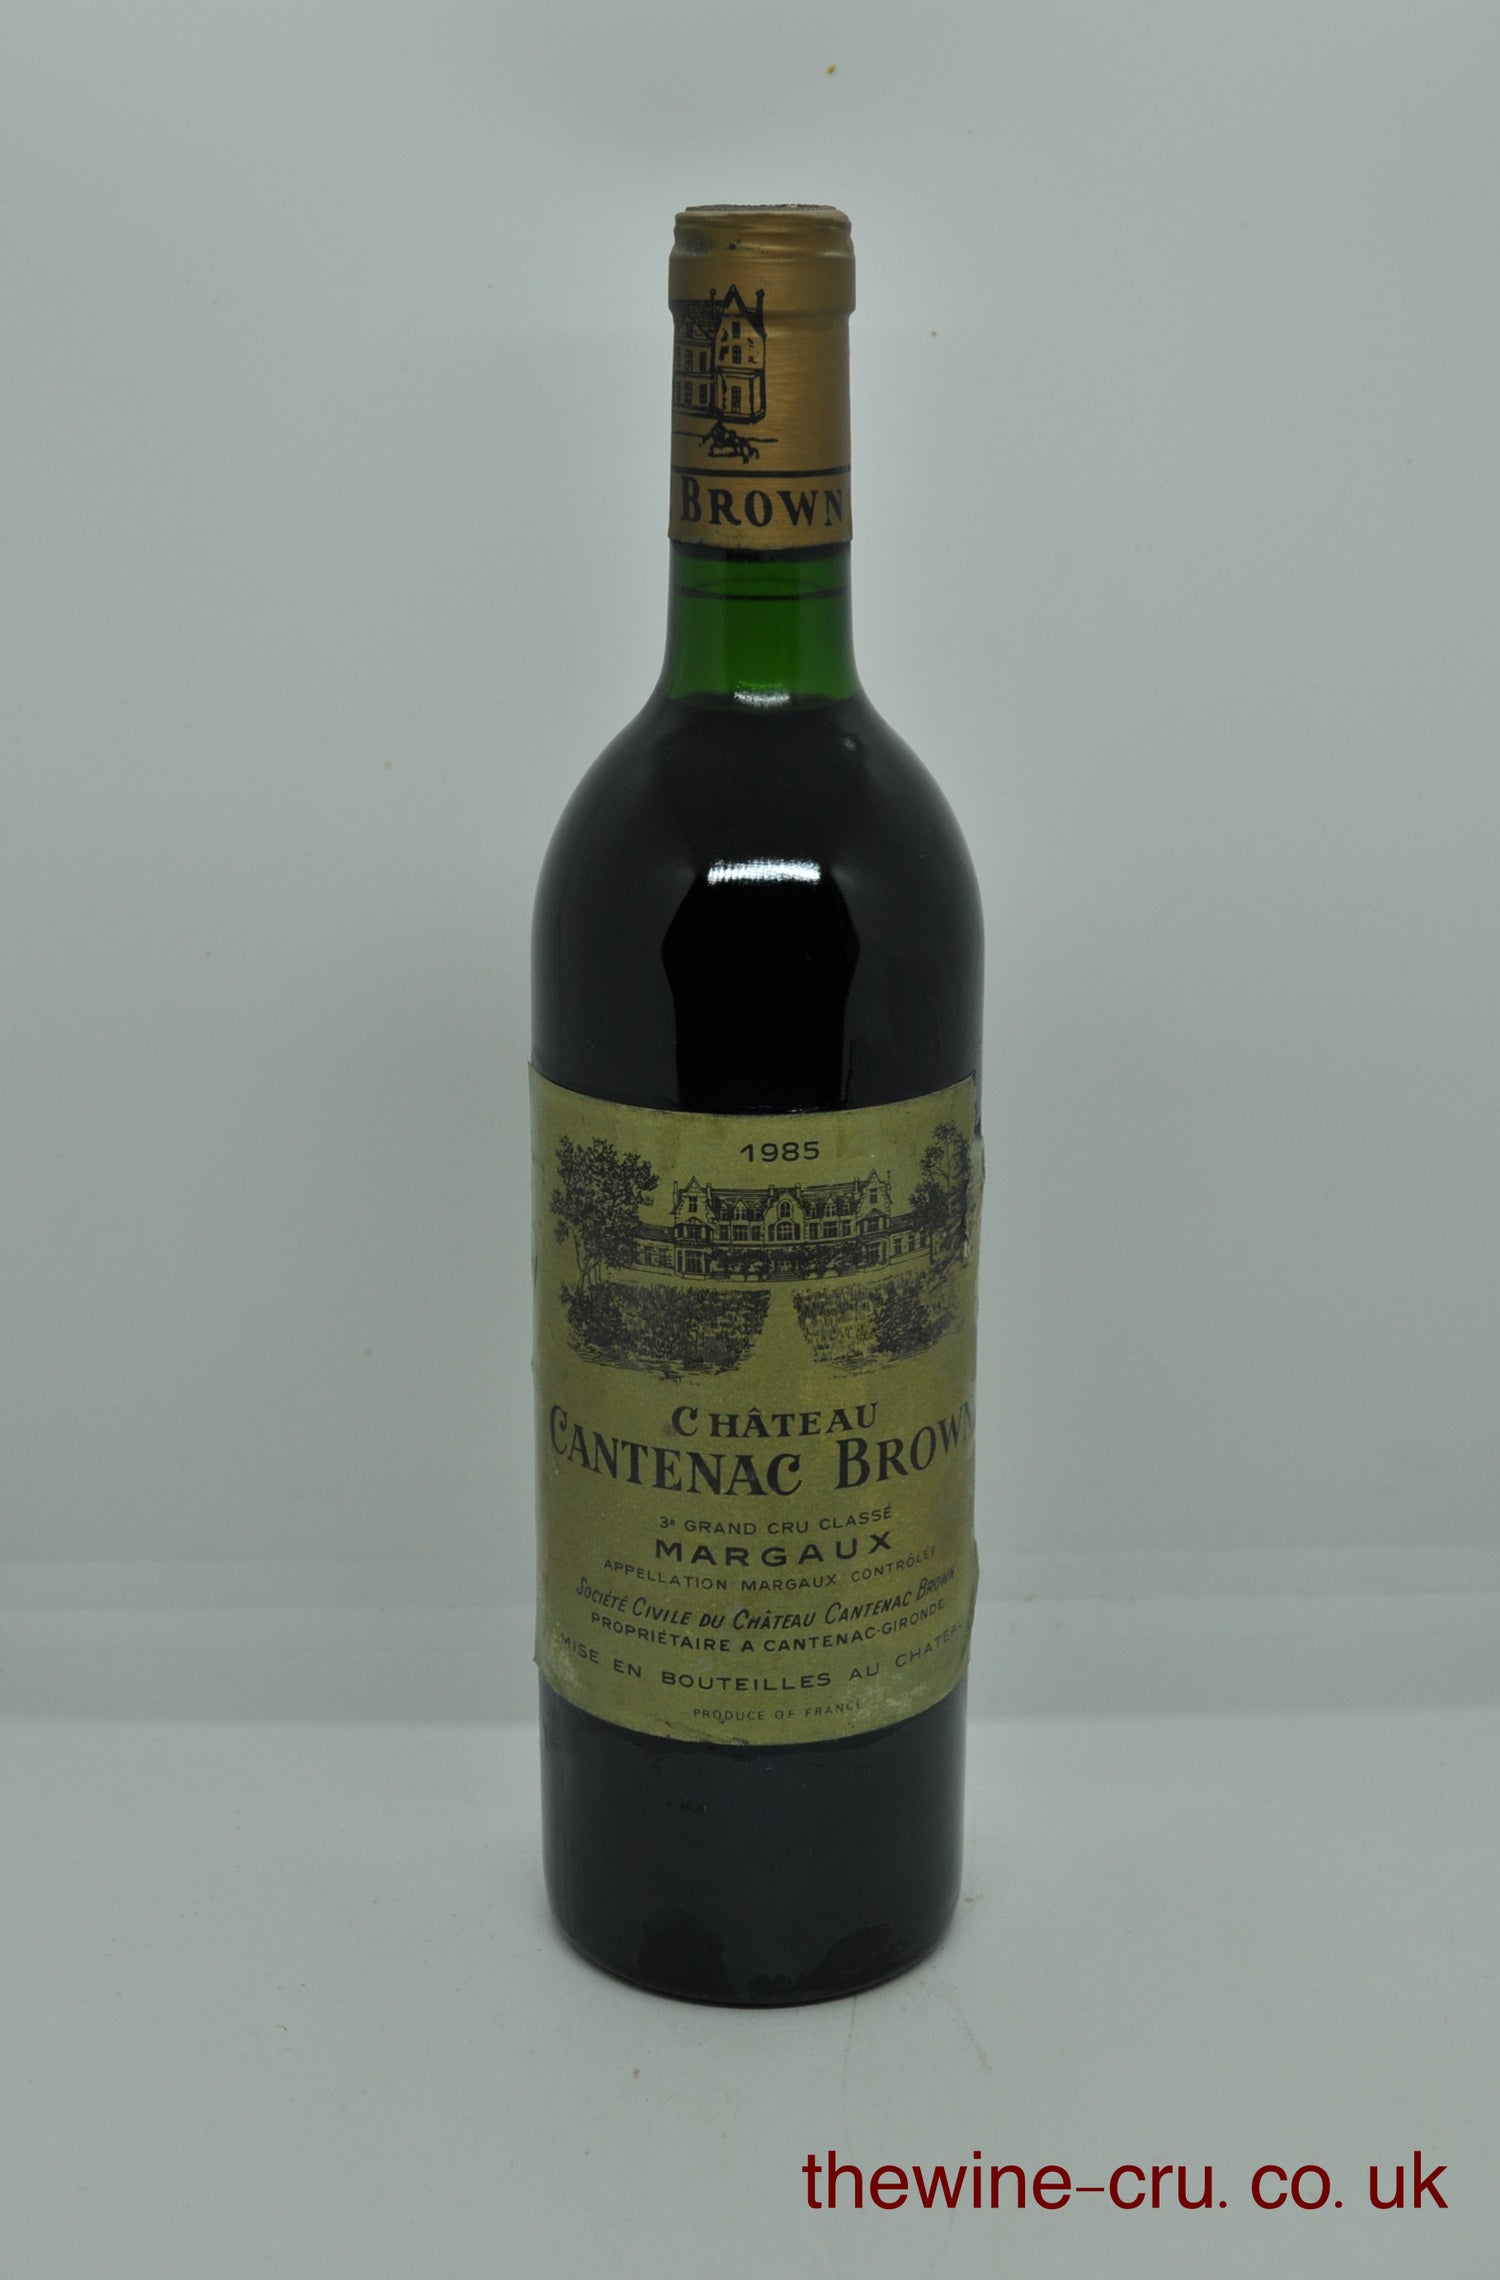 BROWN
1985
CHÂTEAU
CANTENAC BROWN
3e GRAND CRU CLASSÉ
MARGAUX
APPELLATION MARGAUX CONTRÔLÉE
SOCIÉTÉ CIVILE DU CHÂTEAU CANTENAC BROWN
PROPRIÉTAIRE A CANTENAC-GIRONDE
MISE EN BOUTEILLES AU CHATEAU
PRODUCE OF FRANCE
thewine-cru.co.uk